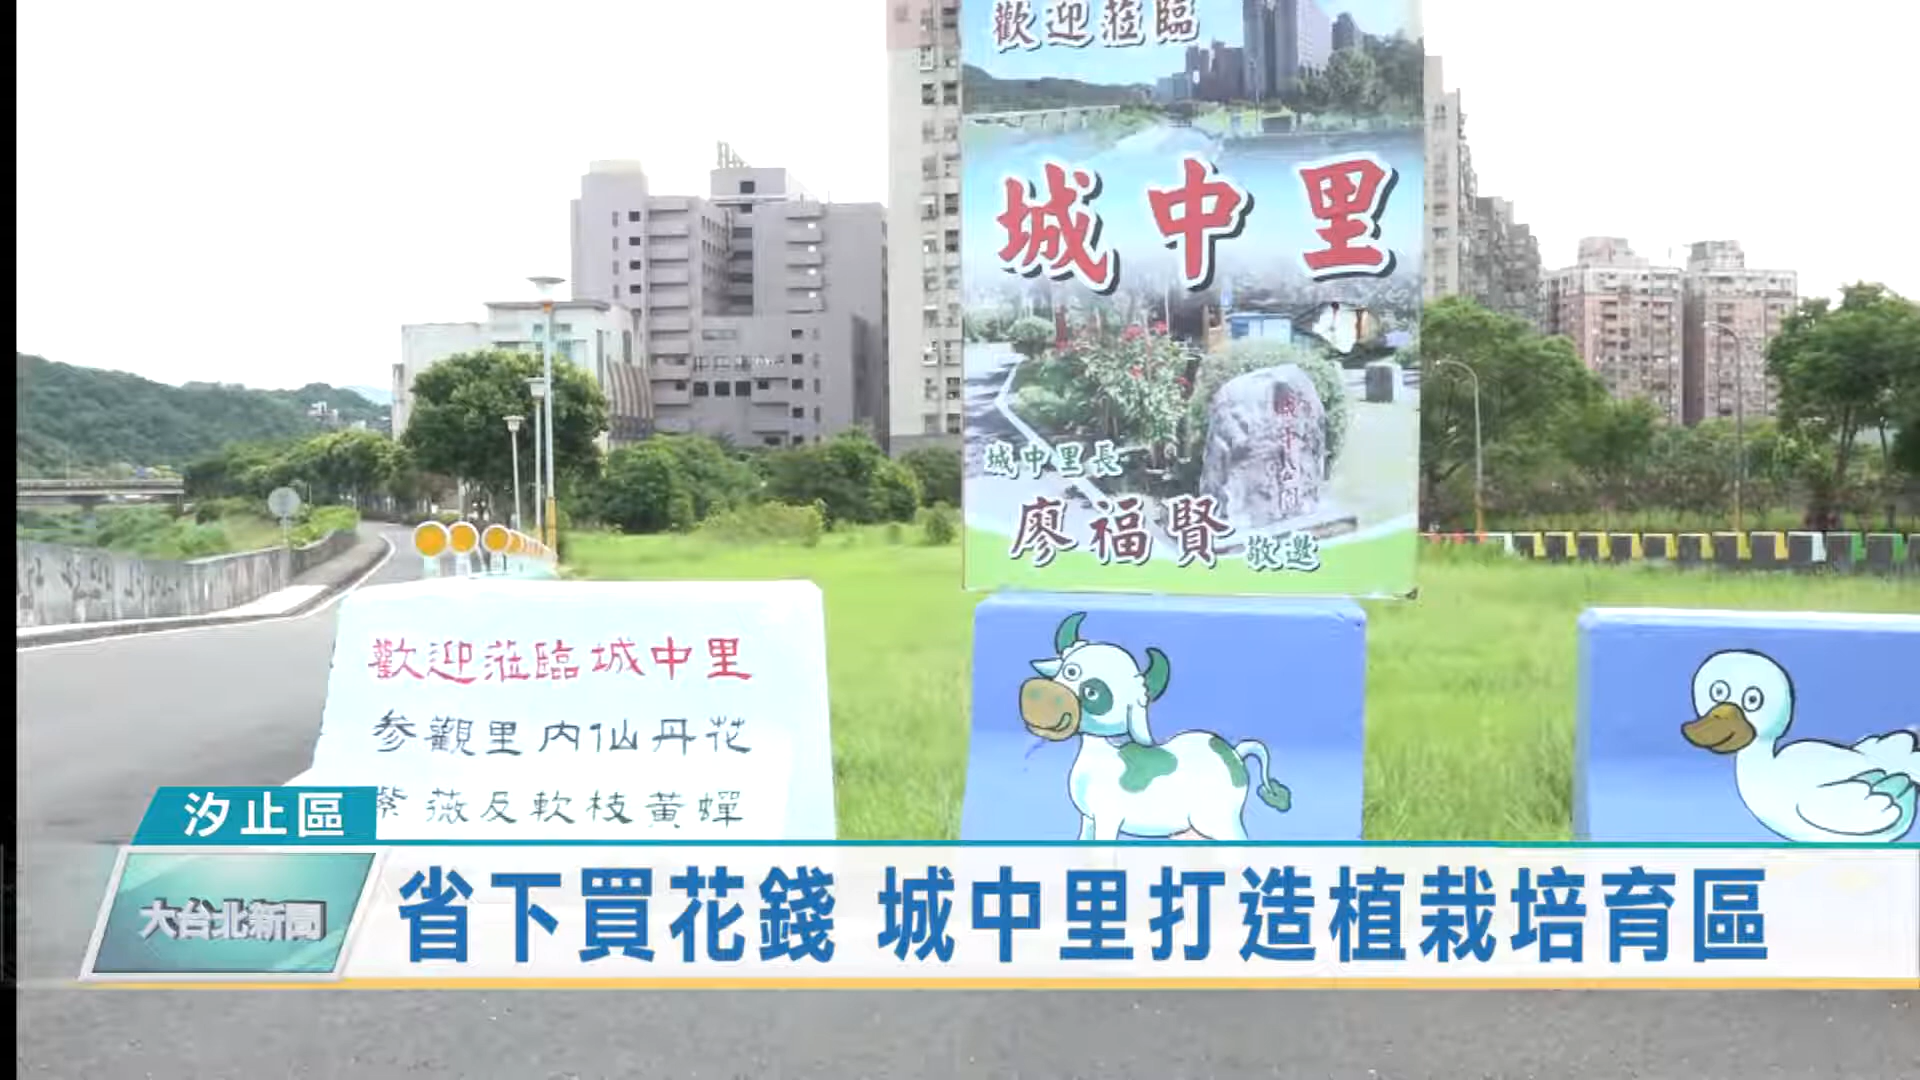 歡迎蒞臨
城中里
城中里長
廖福賢 敬邀
歡迎蒞臨城中里
参觀里內仙丹花
紫薇及軟枝黃蟬
汐止區
大台北新聞
省下買花錢 城中里打造植栽培育區